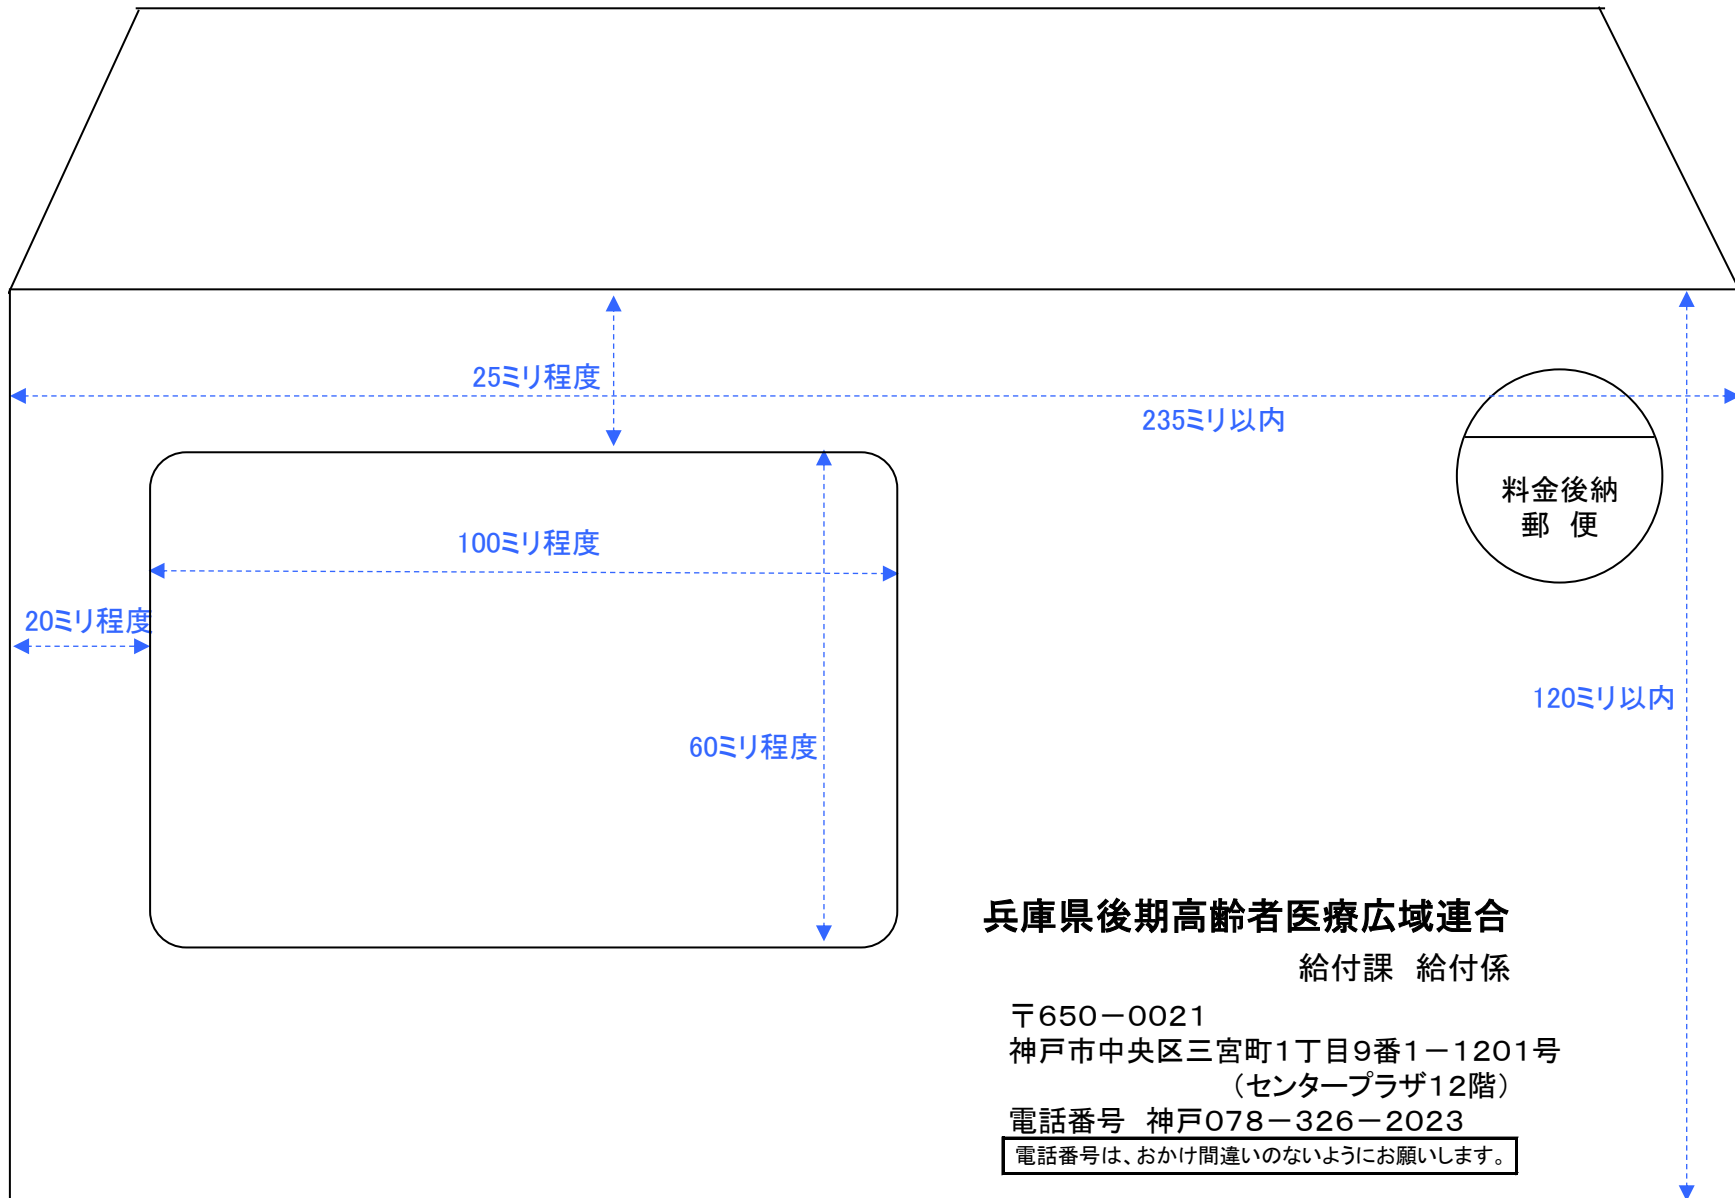 25ミリ程度
235ミリ以内
料金後納
郵 便
100ミリ程度
20ミリ程度
120ミリ以内
60ミリ程度
兵庫県後期高齢者医療広域連合
給付課 給付係
〒650−0021
神戸市中央区三宮町1丁目9番1−1201号
（センタープラザ12階）
電話番号 神戸078−326−2023
電話番号は、おかけ間違いのないようにお願いします。